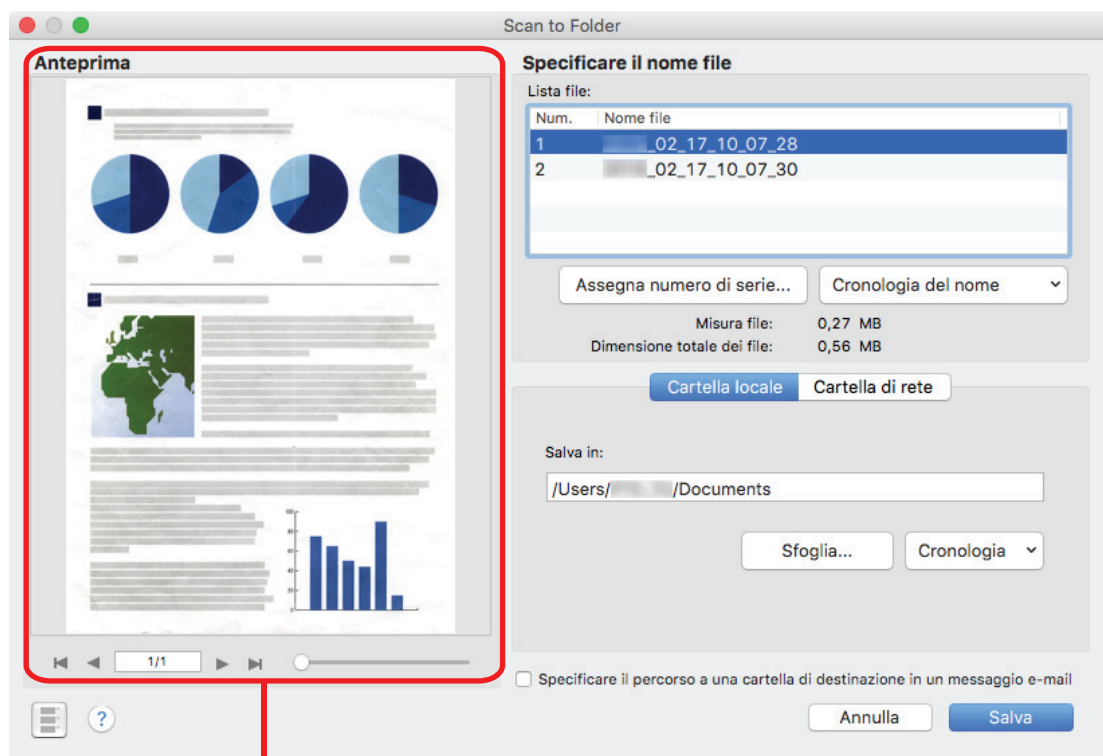 Scan to Folder
Anteprima
1/1
Specificare il nome file
Lista file:
Num. Nome file
1 _02_17_10_07_28
2 _02_17_10_07_30
Assegna numero di serie... Cronologia del nome
Misura file: 0,27 MB
Dimensione totale dei file: 0,56 MB
Cartella locale Cartella di rete
Salva in:
/Users/ /Documents
Sfoglia... Cronologia
Specificare il percorso a una cartella di destinazione in un messaggio e-mail
? Annulla Salva